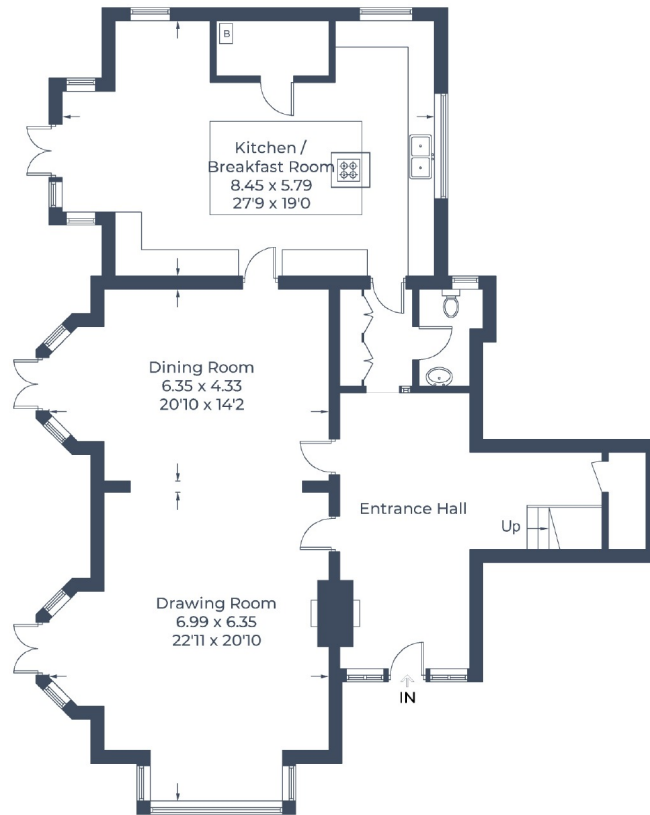 B
Kitchen /
Breakfast Room
8.45 x 5.79
27'9 x 19'0
Dining Room
6.35 x 4.33
20'10 x 14'2
Entrance Hall
Up
Drawing Room
6.99 x 6.35
22'11 x 20'10
IN